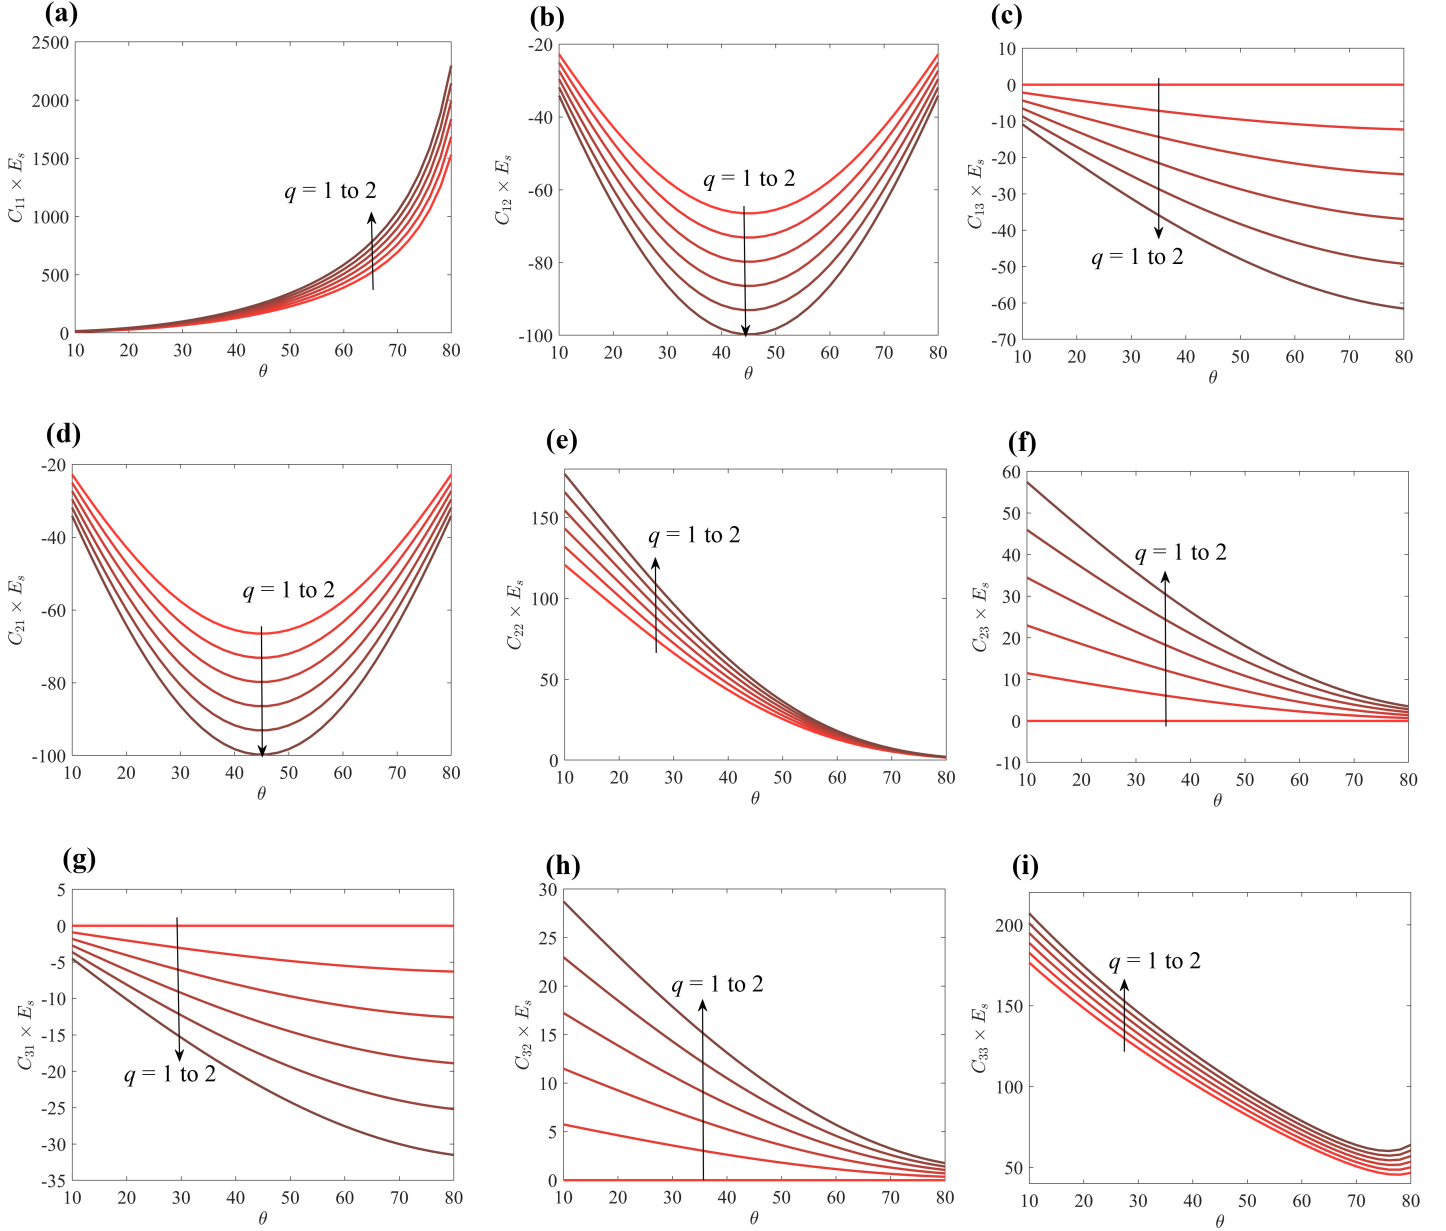 (a)
2500
2000
1500
1000
500
0
10 20 30 40 50 60 70 80
θ
C₁₁ × Eₛ
q = 1 to 2
(b)
-20
-40
-60
-80
-100
10 20 30 40 50 60 70 80
θ
C₁₂ × Eₛ
q = 1 to 2
(c)
10
0
-10
-20
-30
-40
-50
-60
-70
10 20 30 40 50 60 70 80
θ
C₁₃ × Eₛ
q = 1 to 2
(d)
-20
-40
-60
-80
-100
10 20 30 40 50 60 70 80
θ
C₂₁ × Eₛ
q = 1 to 2
(e)
150
100
50
0
10 20 30 40 50 60 70 80
θ
C₂₂ × Eₛ
q = 1 to 2
(f)
60
50
40
30
20
10
0
-10
10 20 30 40 50 60 70 80
θ
C₂₃ × Eₛ
q = 1 to 2
(g)
5
0
-5
-10
-15
-20
-25
-30
-35
10 20 30 40 50 60 70 80
θ
C₃₁ × Eₛ
q = 1 to 2
(h)
30
25
20
15
10
5
0
10 20 30 40 50 60 70 80
θ
C₃₂ × Eₛ
q = 1 to 2
(i)
200
150
100
50
10 20 30 40 50 60 70 80
θ
C₃₃ × Eₛ
q = 1 to 2